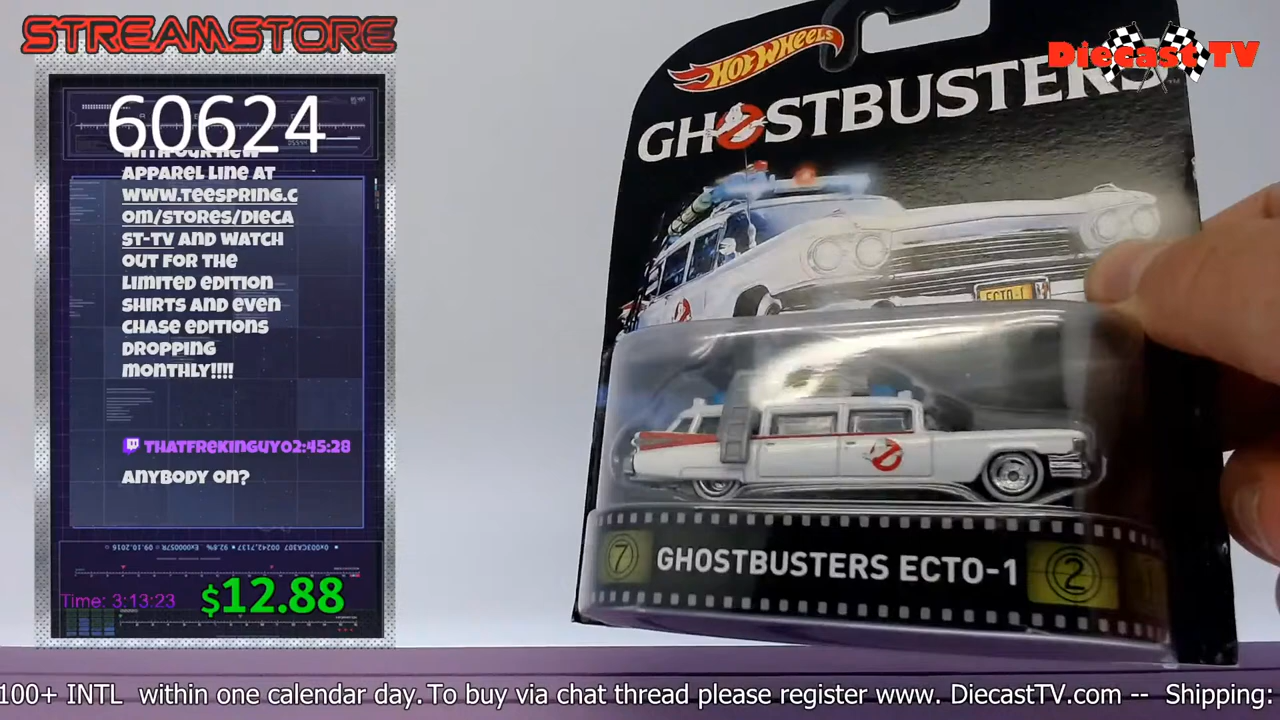 STREAMSTORE
60624
WITH OUR NEW
APPAREL LINE AT
WWW.TEESPRING.C
OM/STORES/DIECA
ST-TV AND WATCH
OUT FOR THE
LIMITED EDITION
SHIRTS AND EVEN
CHASE EDITIONS
DROPPING
MONTHLY!!!!
THATFREKINGUY02:45:28
ANYBODY ON?
Time: 3:13:23
$12.88
Diecast TV
HOT WHEELS
GHOSTBUSTERS
ECTO-1
7
GHOSTBUSTERS ECTO-1
2
100+ INTL within one calendar day. To buy via chat thread please register www. DiecastTV.com -- Shipping: